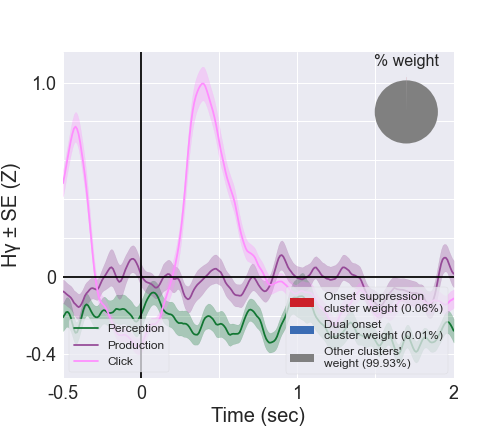 % weight
1.0
0
-0.4
Hγ ± SE (Z)
Perception
Production
Click
Onset suppression
cluster weight (0.06%)
Dual onset
cluster weight (0.01%)
Other clusters'
weight (99.93%)
-0.5
0
1
2
Time (sec)